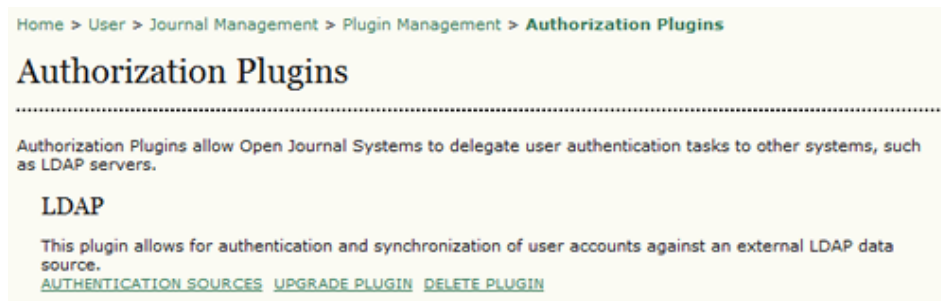 Home > User > Journal Management > Plugin Management > Authorization Plugins
Authorization Plugins
Authorization Plugins allow Open Journal Systems to delegate user authentication tasks to other systems, such
as LDAP servers.
LDAP
This plugin allows for authentication and synchronization of user accounts against an external LDAP data
source.
AUTHENTICATION SOURCES UPGRADE PLUGIN DELETE PLUGIN